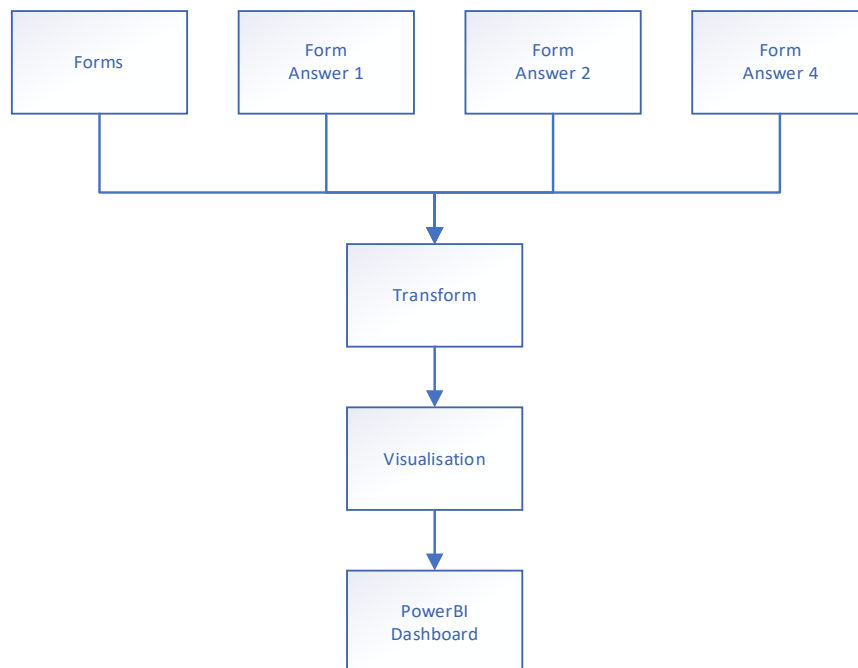 Forms
Form
Answer 1
Form
Answer 2
Form
Answer 4
Transform
Visualisation
PowerBI
Dashboard